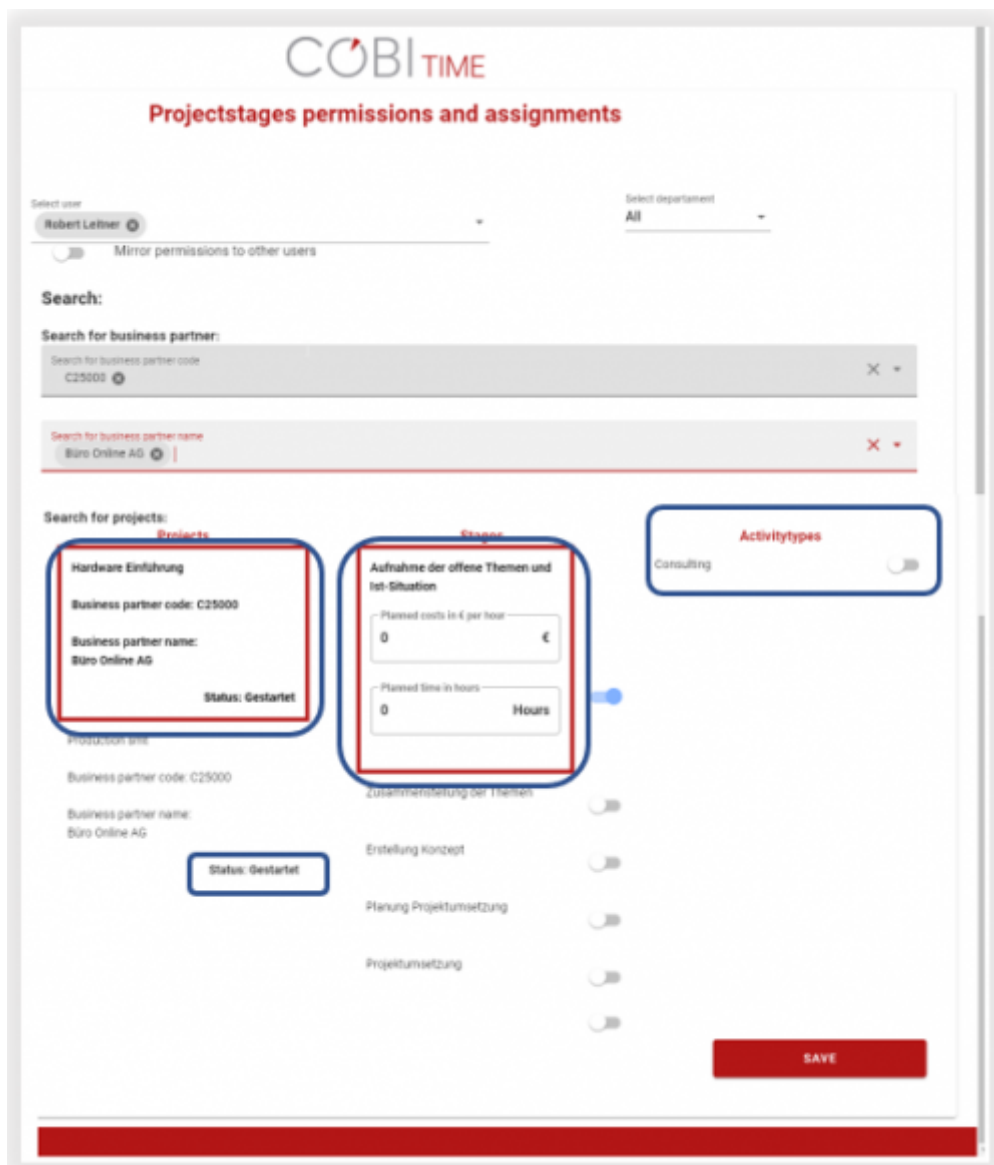 COBI TIME
Projectstages permissions and assignments
Select user
Robert Leitner
Select departament
All
Mirror permissions to other users
Search:
Search for business partner:
Search for business partner code
C25000
Search for business partner name
Büro Online AG
Search for projects:
Projects
Hardware Einführung
Business partner code: C25000
Business partner name:
Büro Online AG
Status: Gestartet
Production
Business partner code: C25000
Business partner name:
Büro Online AG
Status: Gestartet
Stages
Aufnahme der offene Themen und
Ist-Situation
Planned costs in € per hour
0 €
Planned time in hours
0 Hours
Zusammenstellung der Themen
Erstellung Konzept
Planung Projektumsetzung
Projektumsetzung
Activitytypes
Consulting
SAVE